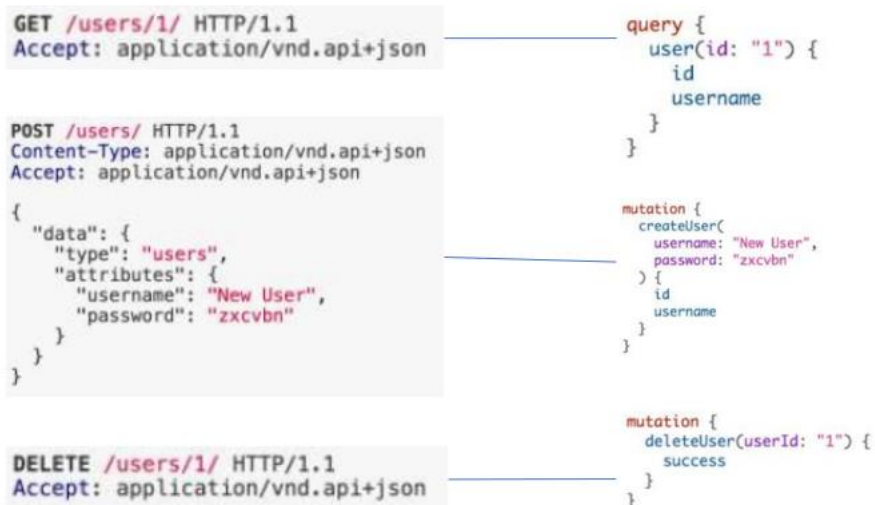 GET /users/1/ HTTP/1.1
Accept: application/vnd.api+json
query {
user(id: "1") {
id
username
}
}
POST /users/ HTTP/1.1
Content-Type: application/vnd.api+json
Accept: application/vnd.api+json
{
"data": {
"type": "users",
"attributes": {
"username": "New User",
"password": "zxcvbn"
}
}
}
mutation {
createUser(
username: "New User",
password: "zxcvbn"
) {
id
username
}
}
DELETE /users/1/ HTTP/1.1
Accept: application/vnd.api+json
mutation {
deleteUser(userId: "1") {
success
}
}